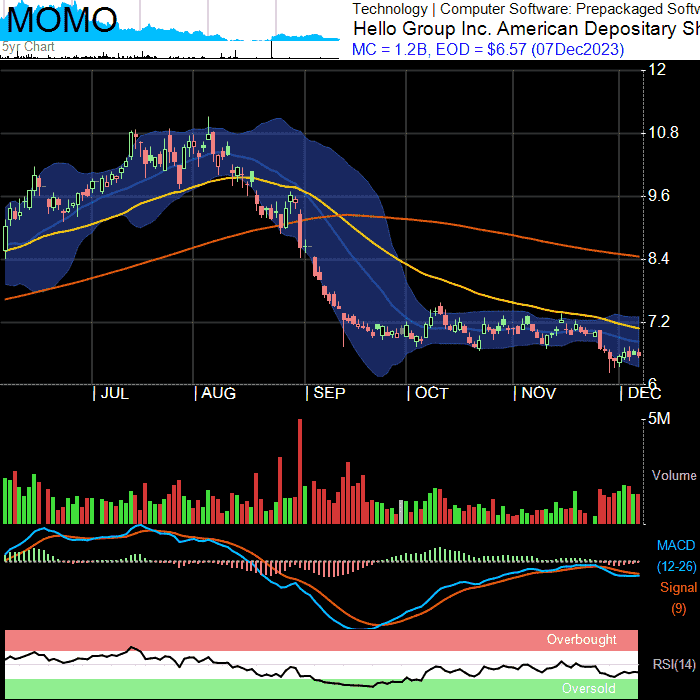 MOMO
5yr Chart
Technology | Computer Software: Prepackaged Softw
Hello Group Inc. American Depositary Sh
MC = 1.2B, EOD = $6.57 (07Dec2023)
12
10.8
9.6
8.4
7.2
6
| JUL | AUG | SEP | OCT | NOV | DEC
5M
Volume
MACD
(12-26)
Signal
(9)
Overbought
RSI(14)
Oversold